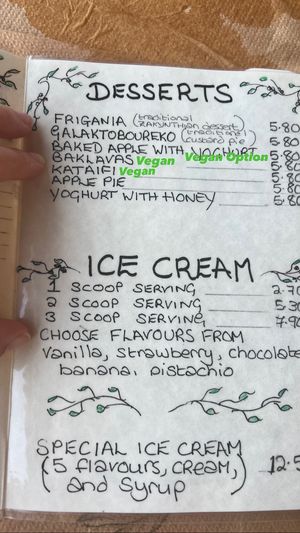 DESSERTS
FRIGANIA (traditional ZAKYNTHIAN dessert) 5.80
GALAKTOBOUREKO (traditional custard pie) 5.80
BAKED APPLE WITH YOGHURT Vegan Option 5.80
BAKLAVAS Vegan 5.80
KATAIFI Vegan 5.80
APPLE PIE 5.80
YOGHURT WITH HONEY 5.80
ICE CREAM
1 SCOOP SERVING 2.70
2 SCOOP SERVING 5.30
3 SCOOP SERVING 7.90
CHOOSE FLAVOURS FROM
vanilla, strawberry, chocolate
banana, pistachio
SPECIAL ICE CREAM
(5 flavours, cream, 12.5
and syrup)